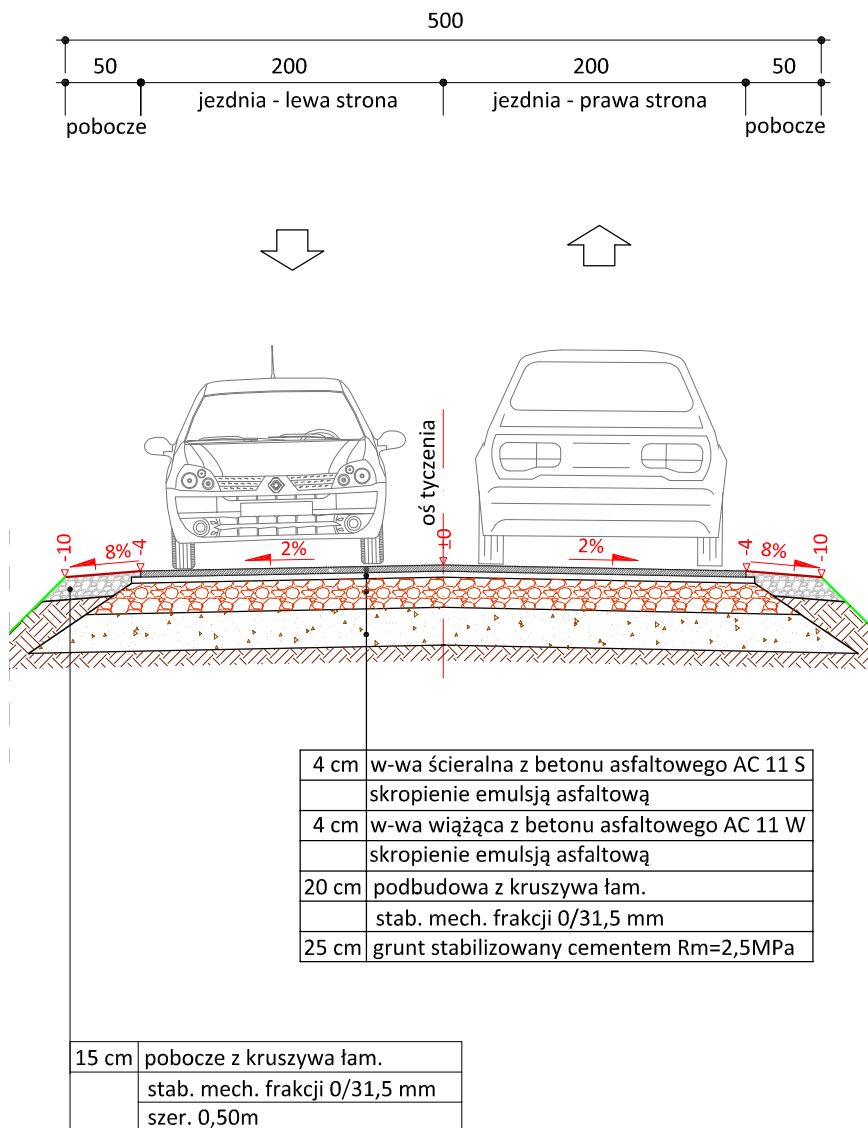 500
50 200 200 50
jezdnia - lewa strona jezdnia - prawa strona
pobocze pobocze
oś tyczenia
-10 8% -4 2% ±0 2% -4 8% -10
4 cm w-wa ścieralna z betonu asfaltowego AC 11 S
skropienie emulsją asfaltową
4 cm w-wa wiążąca z betonu asfaltowego AC 11 W
skropienie emulsją asfaltową
20 cm podbudowa z kruszywa łam.
stab. mech. frakcji 0/31,5 mm
25 cm grunt stabilizowany cementem Rm=2,5MPa
15 cm pobocze z kruszywa łam.
stab. mech. frakcji 0/31,5 mm
szer. 0,50m